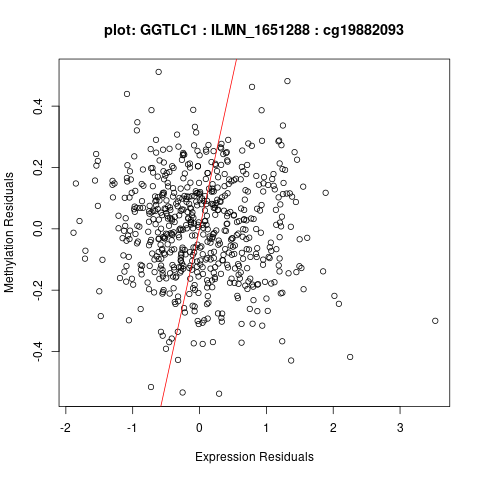 plot: GGTLC1 : ILMN_1651288 : cg19882093
Methylation Residuals
0.4
0.2
0.0
-0.2
-0.4
-2 -1 0 1 2 3
Expression Residuals